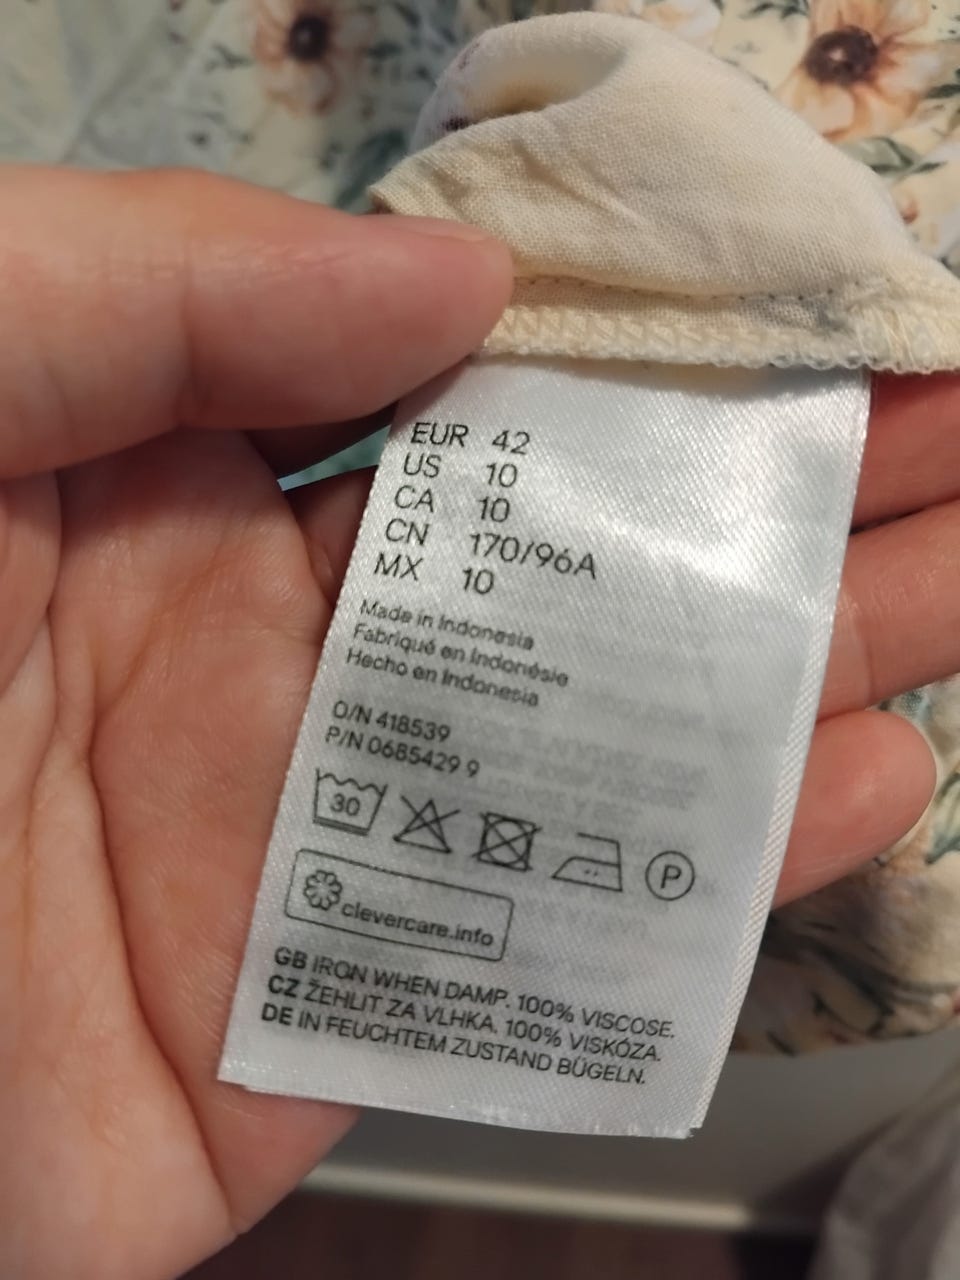 EUR 42
US 10
CA 10
CN 170/96A
MX 10
Made in Indonesia
Fabriqué en Indonésie
Hecho en Indonesia
O/N 418539
P/N 0685429 9
30
P
clevercare.info
GB IRON WHEN DAMP. 100% VISCOSE.
CZ ŽEHLIT ZA VLHKA. 100% VISKÓZA.
DE IN FEUCHTEM ZUSTAND BÜGELN.